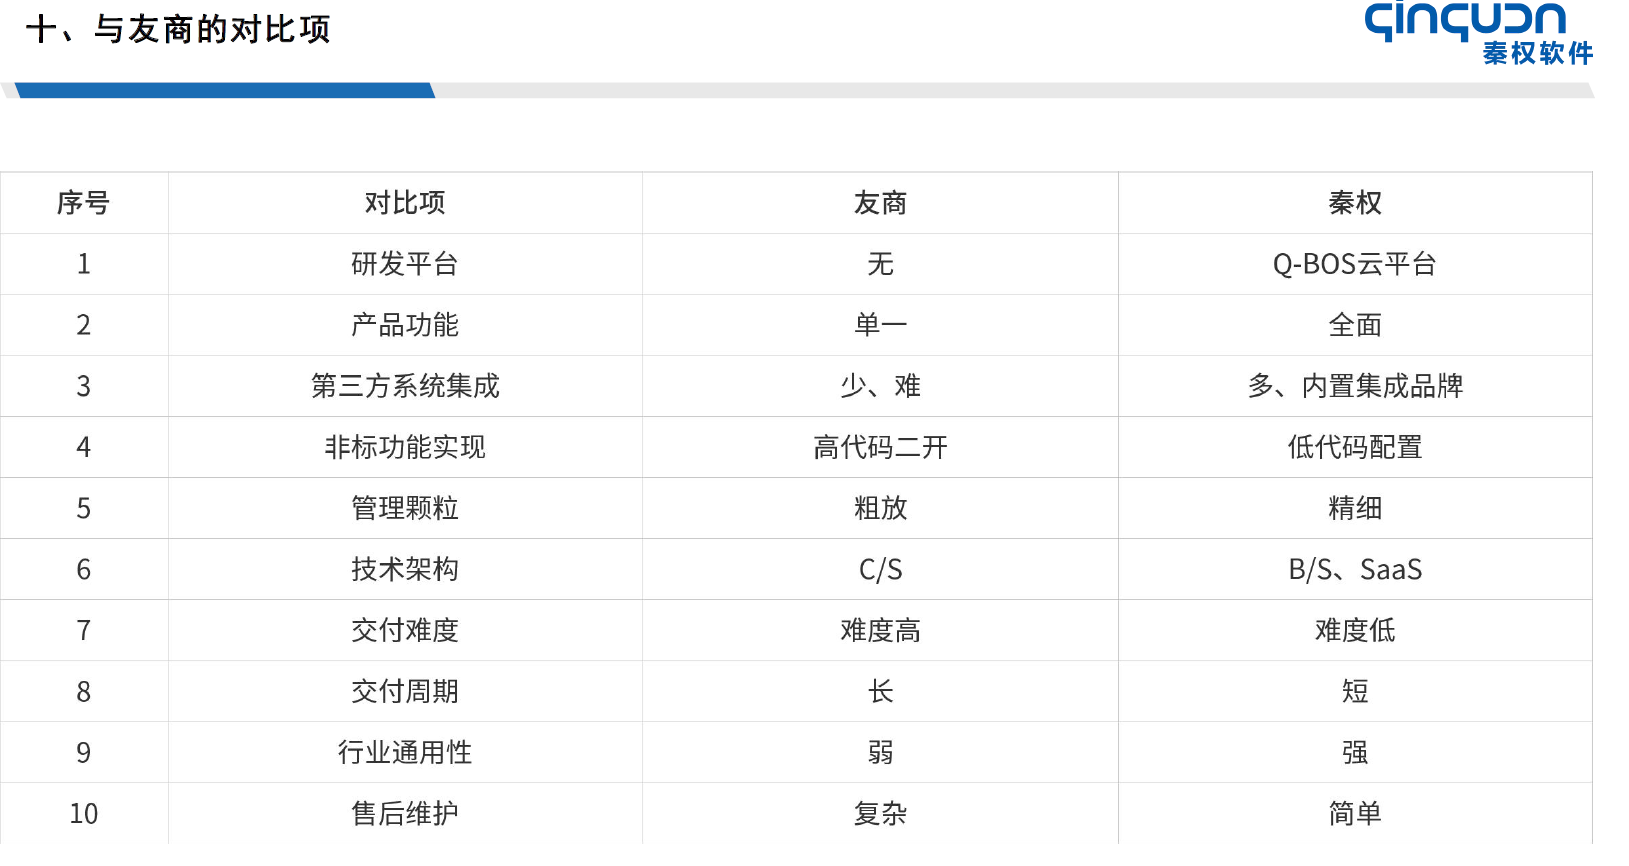 十、与友商的对比项
qinquan
秦权软件
序号 对比项 友商 秦权
1 研发平台 无 Q-BOS云平台
2 产品功能 单一 全面
3 第三方系统集成 少、难 多、内置集成品牌
4 非标功能实现 高代码二开 低代码配置
5 管理颗粒 粗放 精细
6 技术架构 C/S B/S、SaaS
7 交付难度 难度高 难度低
8 交付周期 长 短
9 行业通用性 弱 强
10 售后维护 复杂 简单